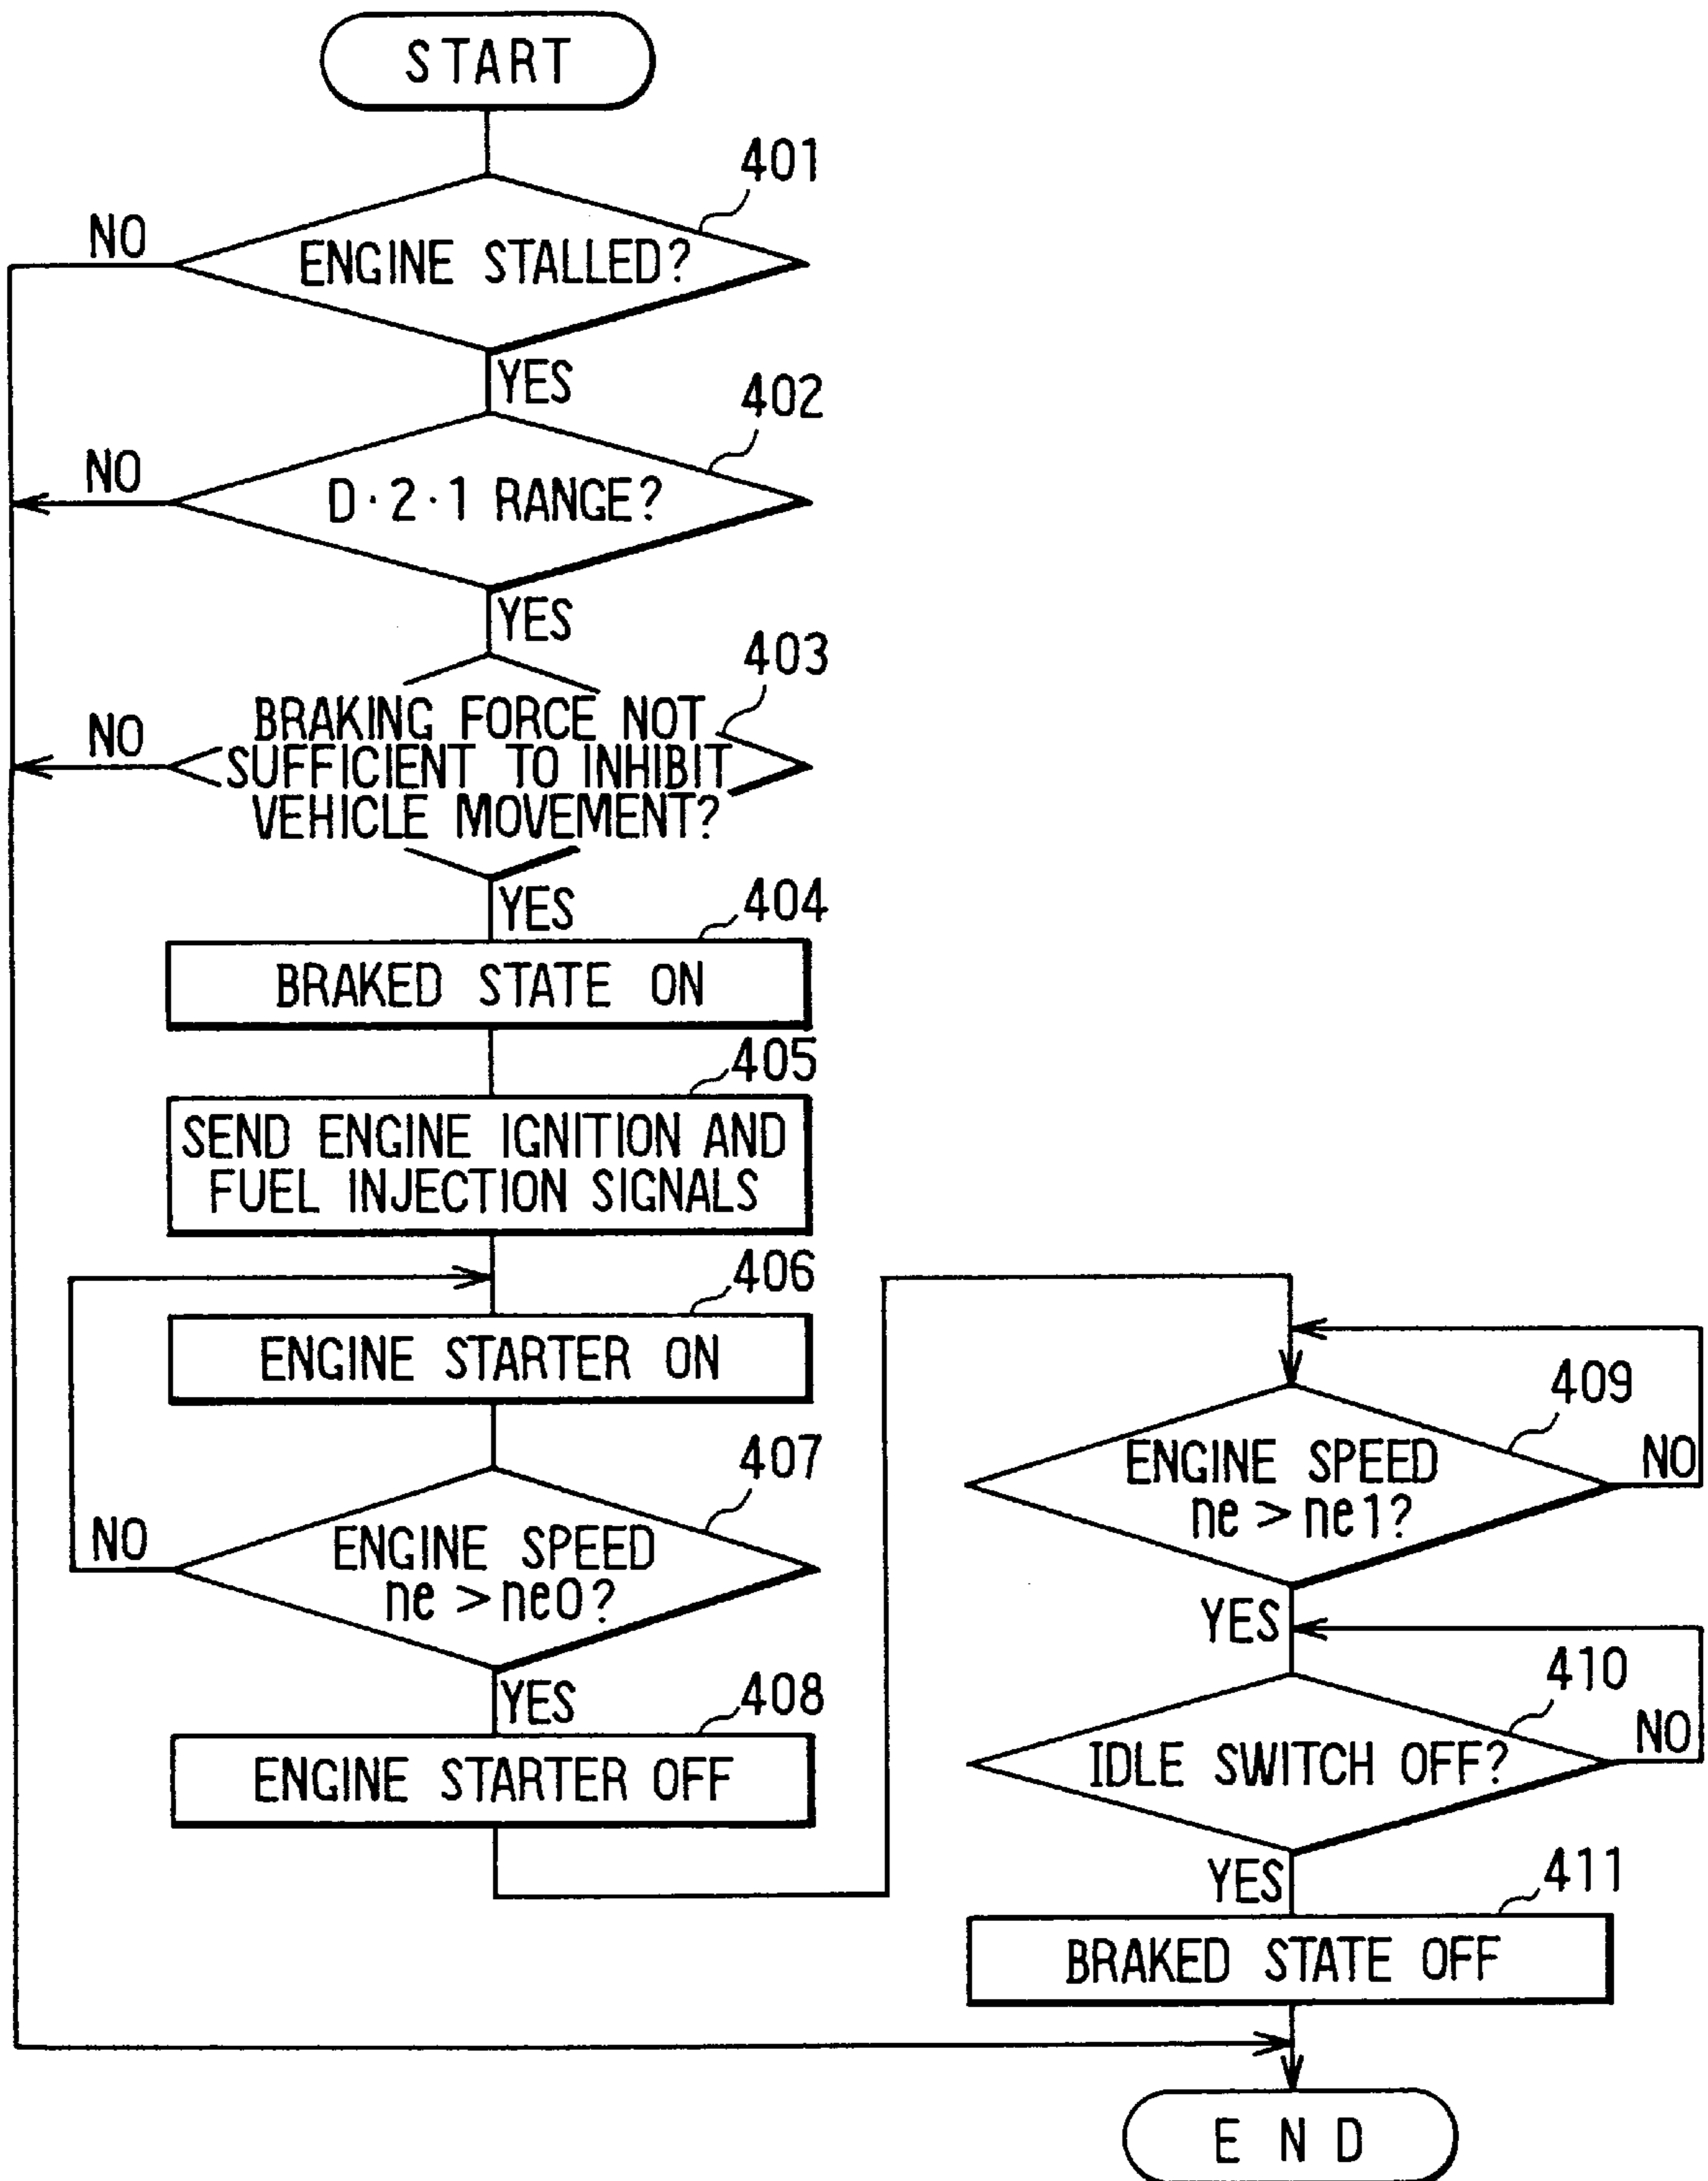 START
401
NO
ENGINE STALLED?
YES
402
NO
D·2·1 RANGE?
YES
403
NO
BRAKING FORCE NOT
SUFFICIENT TO INHIBIT
VEHICLE MOVEMENT?
YES
404
BRAKED STATE ON
405
SEND ENGINE IGNITION AND
FUEL INJECTION SIGNALS
406
ENGINE STARTER ON
407
NO
ENGINE SPEED
ne > ne0?
YES
408
ENGINE STARTER OFF
409
ENGINE SPEED
ne > ne1?
NO
YES
410
IDLE SWITCH OFF?
NO
YES
411
BRAKED STATE OFF
END